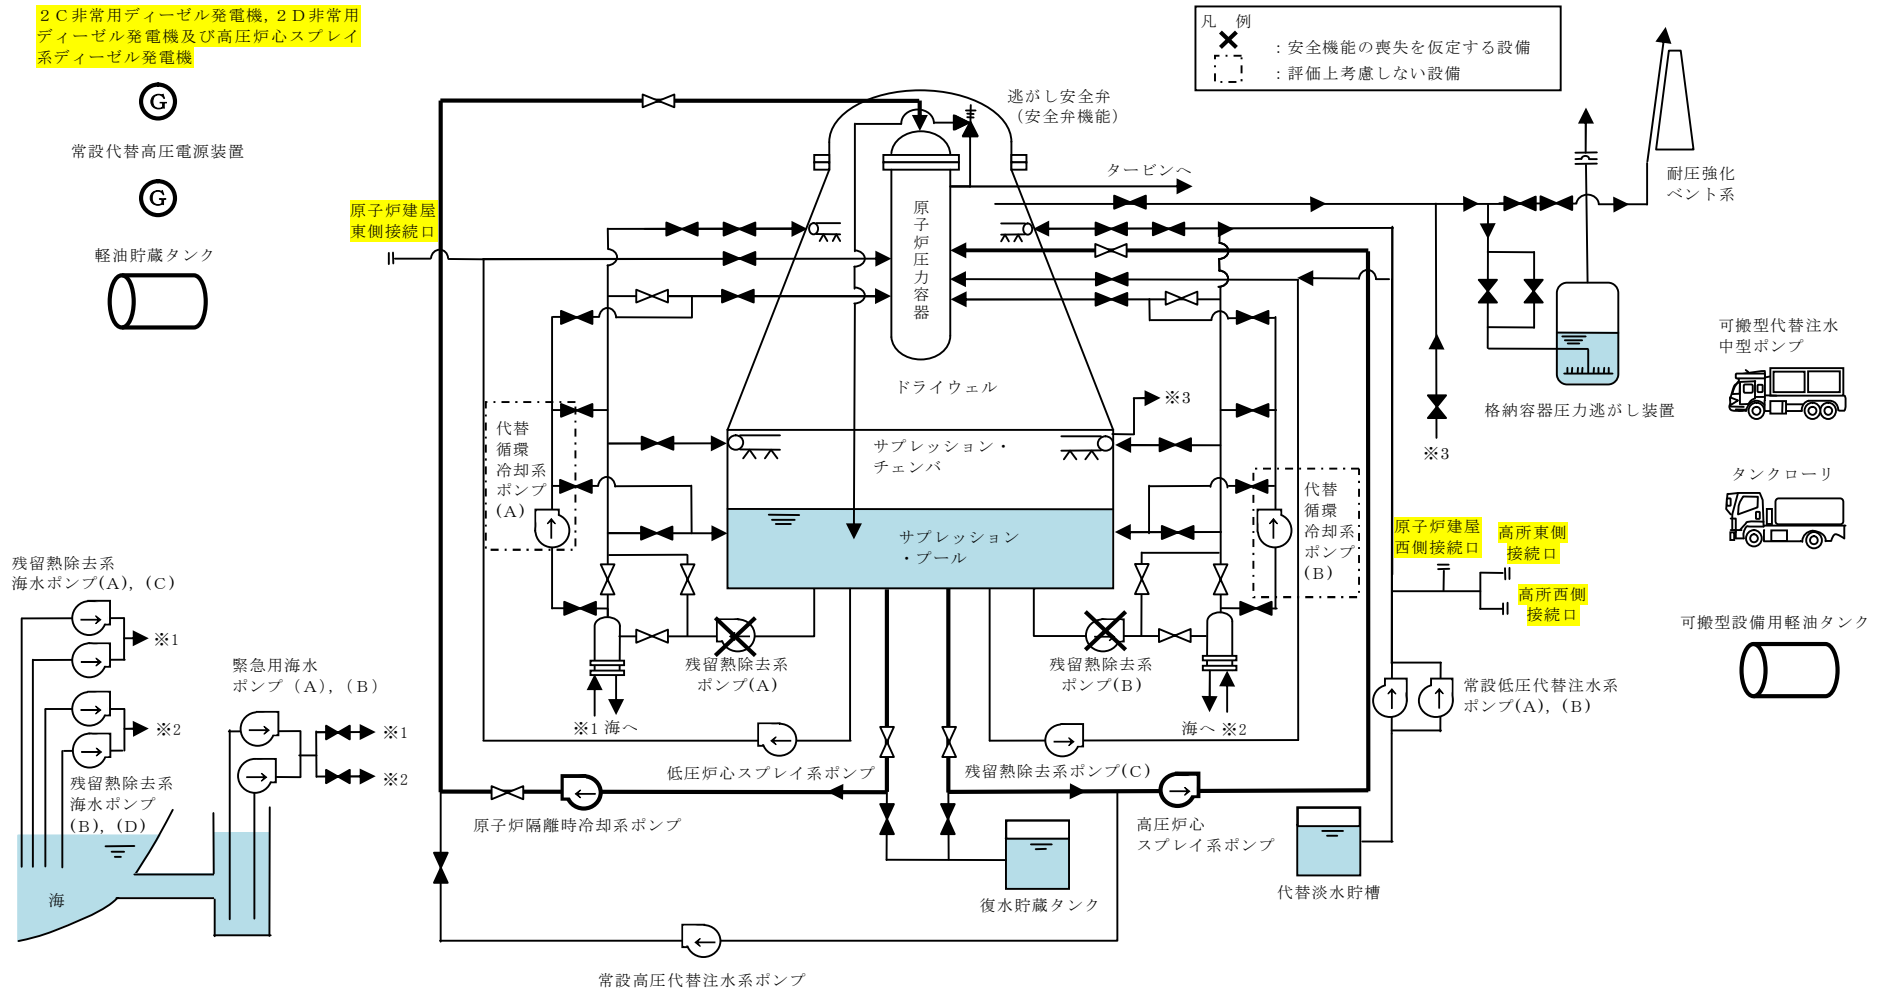 ２Ｃ非常用ディーゼル発電機，２Ｄ非常用
ディーゼル発電機及び高圧炉心スプレイ
系ディーゼル発電機
G
常設代替高圧電源装置
G
軽油貯蔵タンク
原子炉建屋
東側接続口
凡　例
：安全機能の喪失を仮定する設備
：評価上考慮しない設備
逃がし安全弁
（安全弁機能）
タービンへ
耐圧強化
ベント系
原子炉圧力容器
ドライウェル
※3
サプレッション・
チェンバ
サプレッション
・プール
代替
循環
冷却系
ポンプ
(A)
代替
循環
冷却系
ポンプ
(B)
※3
格納容器圧力逃がし装置
可搬型代替注水
中型ポンプ
タンクローリ
可搬型設備用軽油タンク
原子炉建屋
西側接続口
高所東側
接続口
高所西側
接続口
残留熱除去系
海水ポンプ(A)，(C)
※1
※2
残留熱除去系
海水ポンプ
(B)，(D)
海
緊急用海水
ポンプ（A），（B）
※1
※2
残留熱除去系
ポンプ(A)
残留熱除去系
ポンプ(B)
※1 海へ
海へ ※2
低圧炉心スプレイ系ポンプ
残留熱除去系ポンプ(C)
常設低圧代替注水系
ポンプ(A)，(B)
原子炉隔離時冷却系ポンプ
高圧炉心
スプレイ系ポンプ
復水貯蔵タンク
代替淡水貯槽
常設高圧代替注水系ポンプ